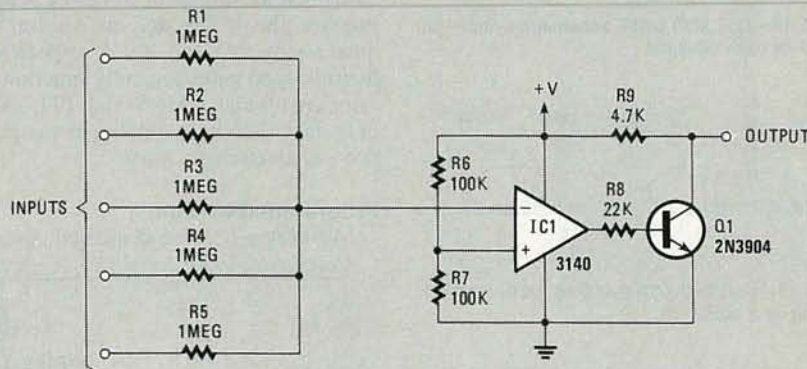 R1
1MEG
R2
1MEG
R3
1MEG
INPUTS
R4
1MEG
R5
1MEG
+V
R9
4.7K
OUTPUT
R6
100K
−
IC1
+
3140
R8
22K
Q1
2N3904
R7
100K